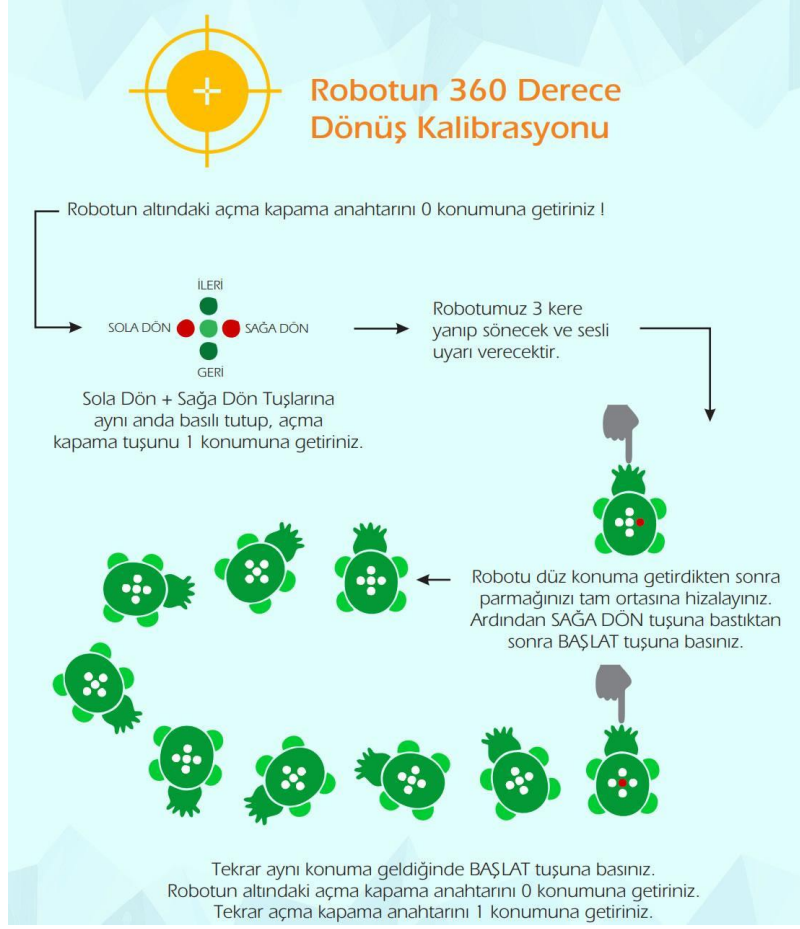 Robotun 360 Derece
Dönüş Kalibrasyonu
Robotun altındaki açma kapama anahtarını 0 konumuna getiriniz !
İLERİ
SOLA DÖN
SAĞA DÖN
GERİ
Sola Dön + Sağa Dön Tuşlarına
aynı anda basılı tutup, açma
kapama tuşunu 1 konumuna getiriniz.
Robotumuz 3 kere
yanıp sönecek ve sesli
uyarı verecektir.
Robotu düz konuma getirdikten sonra
parmağınızı tam ortasına hizalayınız.
Ardından SAĞA DÖN tuşuna bastıktan
sonra BAŞLAT tuşuna basınız.
Tekrar aynı konuma geldiğinde BAŞLAT tuşuna basınız.
Robotun altındaki açma kapama anahtarını 0 konumuna getiriniz.
Tekrar açma kapama anahtarını 1 konumuna getiriniz.